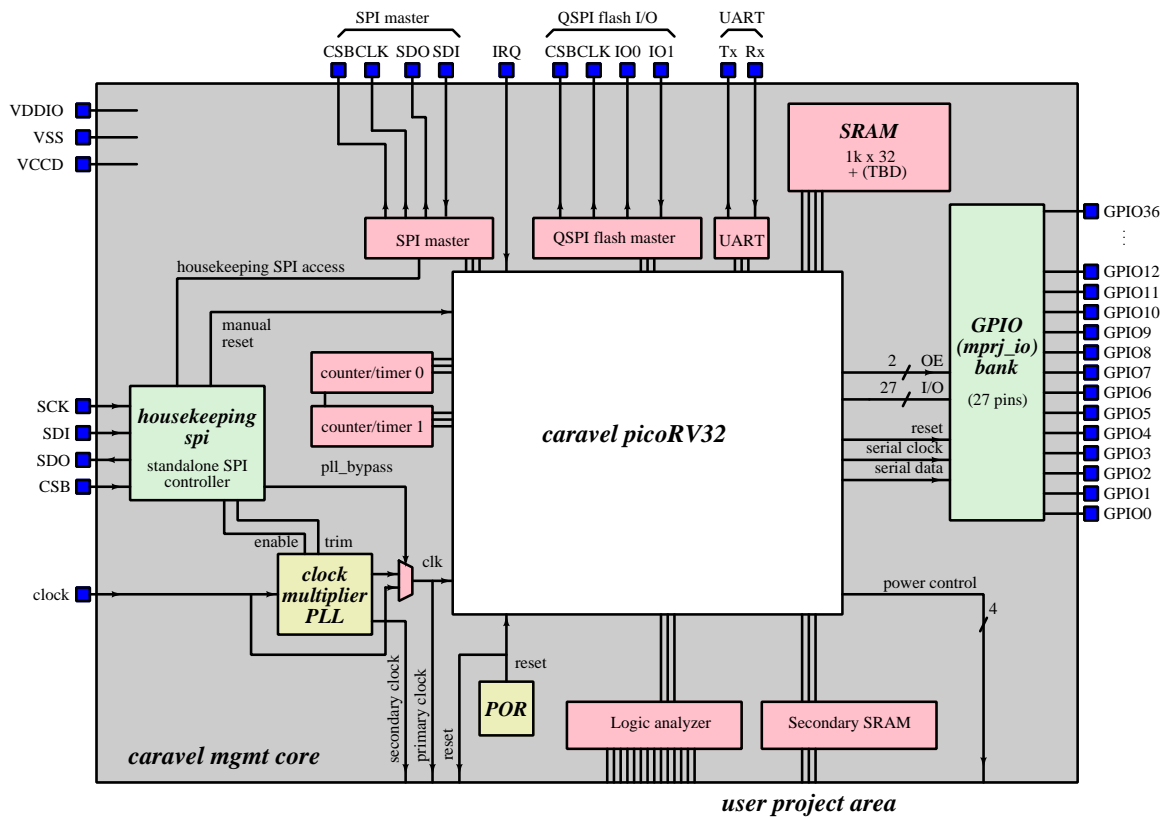 SPI master
QSPI flash I/O
UART
CSB CLK SDO SDI
IRQ
CSB CLK IO0 IO1
Tx Rx
VDDIO
VSS
VCCD
SRAM
1k x 32
+ (TBD)
SPI master
QSPI flash master
UART
GPIO36
⋮
housekeeping SPI access
manual
reset
GPIO12
GPIO11
GPIO10
GPIO9
GPIO8
GPIO7
GPIO6
GPIO5
GPIO4
GPIO3
GPIO2
GPIO1
GPIO0
GPIO
(mprj_io)
bank
(27 pins)
2 OE
27 I/O
reset
serial clock
serial data
counter/timer 0
counter/timer 1
caravel picoRV32
SCK
SDI
SDO
CSB
housekeeping
spi
standalone SPI
controller
pll_bypass
enable
trim
clock
clock
multiplier
PLL
clk
power control
4
secondary clock
primary clock
reset
reset
POR
Logic analyzer
Secondary SRAM
caravel mgmt core
user project area